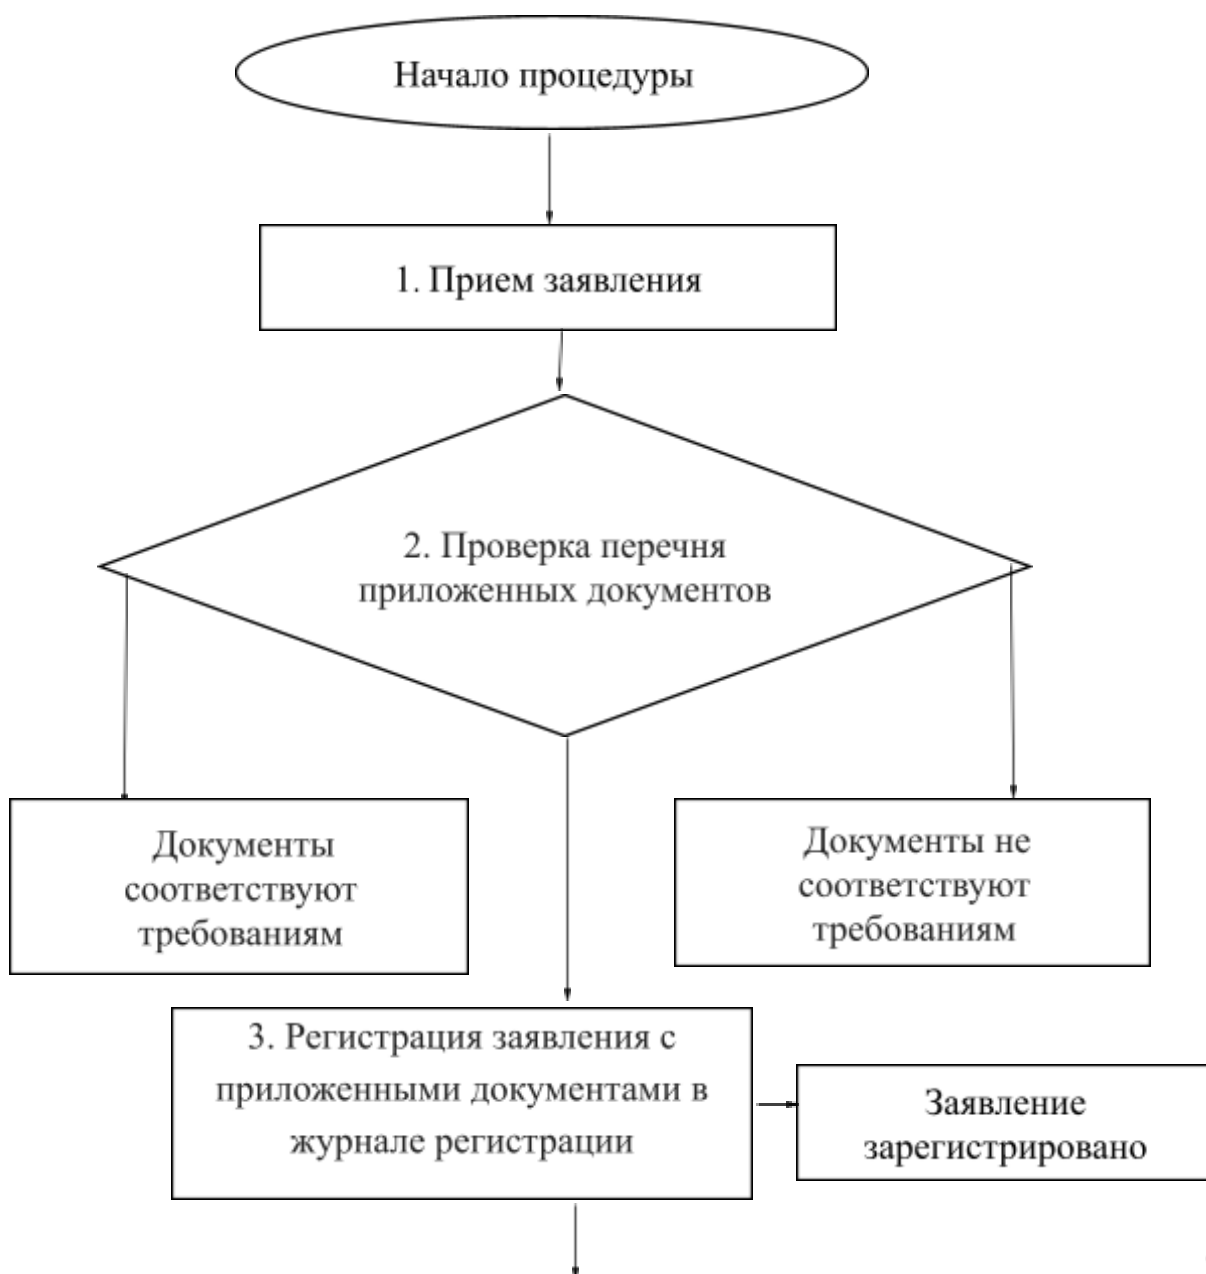 Начало процедуры
1. Прием заявления
2. Проверка перечня
приложенных документов
Документы
соответствуют
требованиям
Документы не
соответствуют
требованиям
3. Регистрация заявления с
приложенными документами в
журнале регистрации
Заявление
зарегистрировано